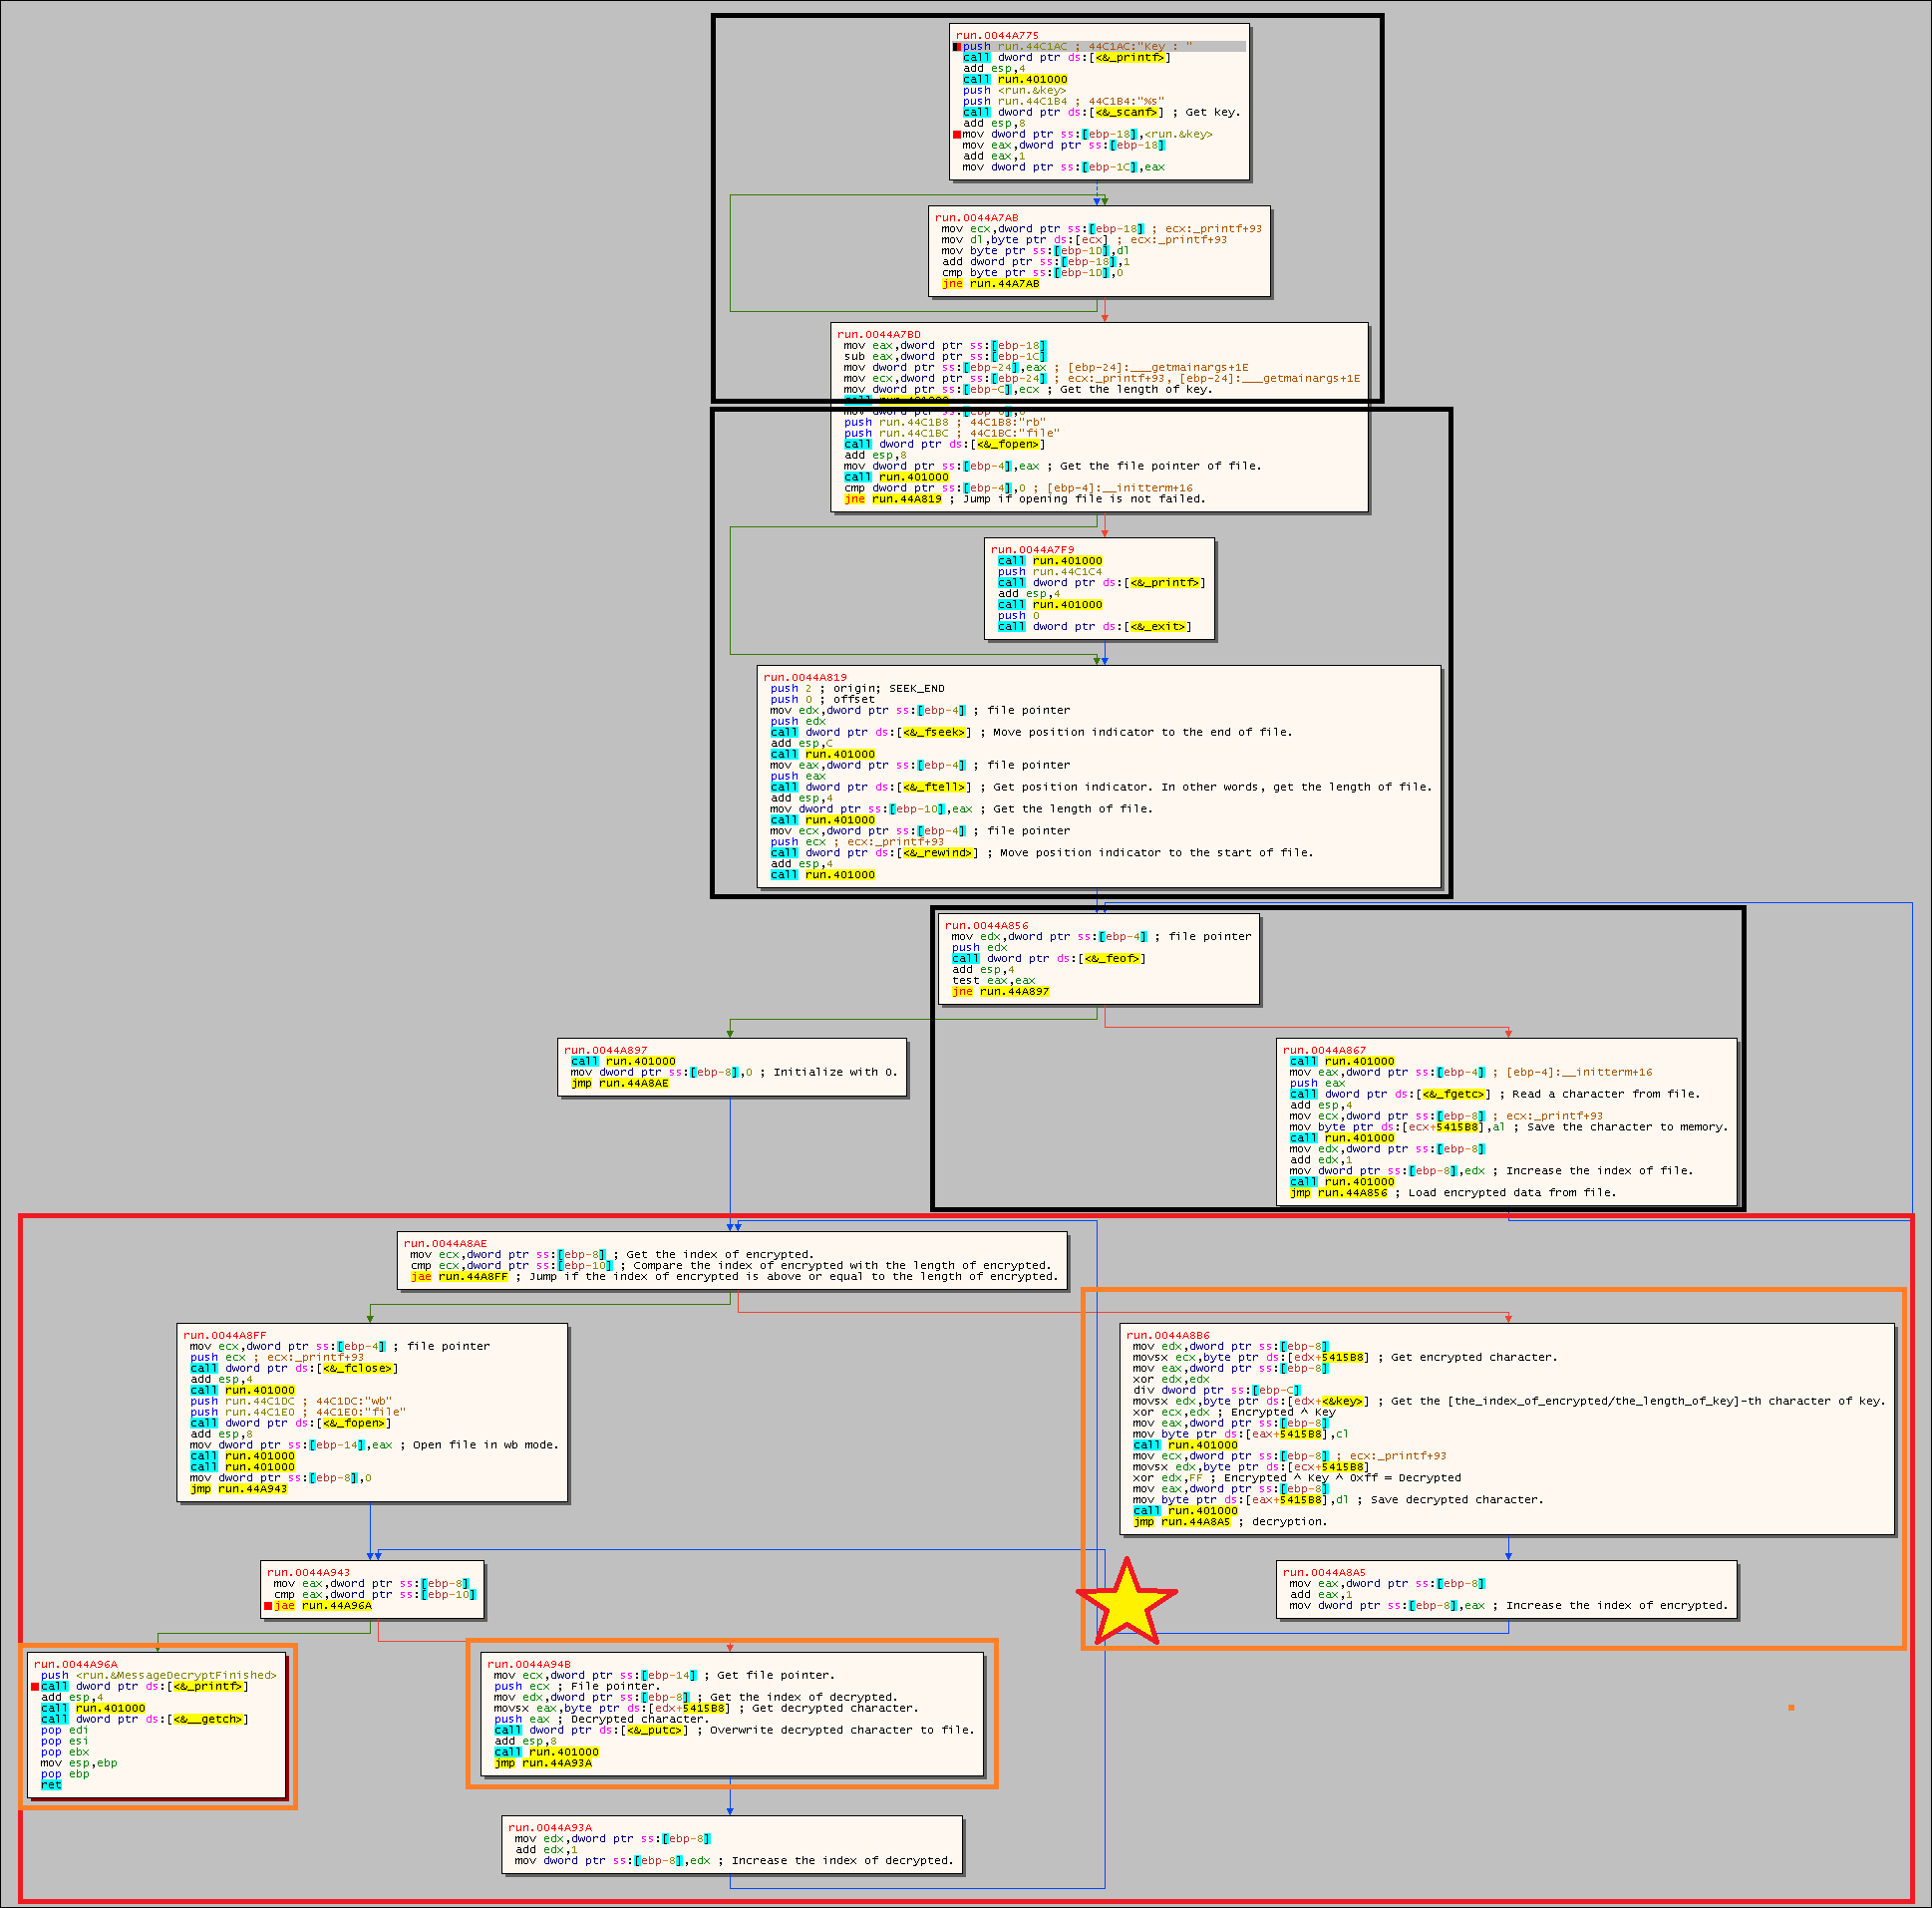 run.0044A775
push run.44C1AC ; 44C1AC:"Key : "
call dword ptr ds:[<&_printf>]
add esp,4
call run.401000
push <run.&key>
push run.44C1B4 ; 44C1B4:"%s"
call dword ptr ds:[<&_scanf>] ; Get key.
add esp,8
mov dword ptr ss:[ebp-18],<run.&key>
mov eax,dword ptr ss:[ebp-18]
add eax,1
mov dword ptr ss:[ebp-1C],eax
run.0044A7AB
mov ecx,dword ptr ss:[ebp-18] ; ecx:_printf+93
mov dl,byte ptr ds:[ecx] ; ecx:_printf+93
mov byte ptr ss:[ebp-1D],dl
add dword ptr ss:[ebp-18],1
cmp byte ptr ss:[ebp-1D],0
jne run.44A7AB
run.0044A7BD
mov eax,dword ptr ss:[ebp-18]
sub eax,dword ptr ss:[ebp-1C]
mov dword ptr ss:[ebp-24],eax ; [ebp-24]:___getmainargs+1E
mov ecx,dword ptr ss:[ebp-24] ; ecx:_printf+93, [ebp-24]:___getmainargs+1E
mov dword ptr ss:[ebp-C],ecx ; Get the length of key.
call run.401000
mov dword ptr ss:[ebp-8],0
push run.44C1B8 ; 44C1B8:"rb"
push run.44C1BC ; 44C1BC:"file"
call dword ptr ds:[<&_fopen>]
add esp,8
mov dword ptr ss:[ebp-4],eax ; Get the file pointer of file.
call run.401000
cmp dword ptr ss:[ebp-4],0 ; [ebp-4]:__initterm+16
jne run.44A819 ; Jump if opening file is not failed.
run.0044A7F9
call run.401000
push run.44C1C4
call dword ptr ds:[<&_printf>]
add esp,4
call run.401000
push 0
call dword ptr ds:[<&_exit>]
run.0044A819
push 2 ; origin; SEEK_END
push 0 ; offset
mov edx,dword ptr ss:[ebp-4] ; file pointer
push edx
call dword ptr ds:[<&_fseek>] ; Move position indicator to the end of file.
add esp,C
call run.401000
mov eax,dword ptr ss:[ebp-4] ; file pointer
push eax
call dword ptr ds:[<&_ftell>] ; Get position indicator. In other words, get the length of file.
add esp,4
mov dword ptr ss:[ebp-10],eax ; Get the length of file.
call run.401000
mov ecx,dword ptr ss:[ebp-4] ; file pointer
push ecx ; ecx:_printf+93
call dword ptr ds:[<&_rewind>] ; Move position indicator to the start of file.
add esp,4
call run.401000
run.0044A856
mov edx,dword ptr ss:[ebp-4] ; file pointer
push edx
call dword ptr ds:[<&_feof>]
add esp,4
test eax,eax
jne run.44A897
run.0044A897
call run.401000
mov dword ptr ss:[ebp-8],0 ; Initialize with 0.
jmp run.44A8AE
run.0044A867
call run.401000
mov eax,dword ptr ss:[ebp-4] ; [ebp-4]:__initterm+16
push eax
call dword ptr ds:[<&_fgetc>] ; Read a character from file.
add esp,4
mov ecx,dword ptr ss:[ebp-8] ; ecx:_printf+93
mov byte ptr ds:[ecx+5415B8],al ; Save the character to memory.
call run.401000
mov edx,dword ptr ss:[ebp-8]
add edx,1
mov dword ptr ss:[ebp-8],edx ; Increase the index of file.
call run.401000
jmp run.44A856 ; Load encrypted data from file.
run.0044A8AE
mov ecx,dword ptr ss:[ebp-8] ; Get the index of encrypted.
cmp ecx,dword ptr ss:[ebp-10] ; Compare the index of encrypted with the length of encrypted.
jae run.44A8FF ; Jump if the index of encrypted is above or equal to the length of encrypted.
run.0044A8FF
mov ecx,dword ptr ss:[ebp-4] ; file pointer
push ecx ; ecx:_printf+93
call dword ptr ds:[<&_fclose>]
add esp,4
call run.401000
push run.44C1DC ; 44C1DC:"wb"
push run.44C1E0 ; 44C1E0:"file"
call dword ptr ds:[<&_fopen>]
add esp,8
mov dword ptr ss:[ebp-14],eax ; Open file in wb mode.
call run.401000
call run.401000
mov dword ptr ss:[ebp-8],0
jmp run.44A943
run.0044A8B6
mov edx,dword ptr ss:[ebp-8]
movsx ecx,byte ptr ds:[edx+5415B8] ; Get encrypted character.
mov eax,dword ptr ss:[ebp-8]
xor edx,edx
div dword ptr ss:[ebp-C]
movsx edx,byte ptr ds:[edx+<&key>] ; Get the [the_index_of_encrypted/the_length_of_key]-th character of key.
xor ecx,edx ; Encrypted ^ Key
mov eax,dword ptr ss:[ebp-8]
mov byte ptr ds:[eax+5415B8],cl
call run.401000
mov ecx,dword ptr ss:[ebp-8] ; ecx:_printf+93
movsx edx,byte ptr ds:[ecx+5415B8]
xor edx,FF ; Encrypted ^ Key ^ 0xff = Decrypted
mov eax,dword ptr ss:[ebp-8]
mov byte ptr ds:[eax+5415B8],dl ; Save decrypted character.
call run.401000
jmp run.44A8A5 ; decryption.
run.0044A943
mov eax,dword ptr ss:[ebp-8]
cmp eax,dword ptr ss:[ebp-10]
jae run.44A96A
run.0044A8A5
mov eax,dword ptr ss:[ebp-8]
add eax,1
mov dword ptr ss:[ebp-8],eax ; Increase the index of encrypted.
run.0044A96A
push <run.&MessageDecryptFinished>
call dword ptr ds:[<&_printf>]
add esp,4
call run.401000
call dword ptr ds:[<&__getch>]
pop edi
pop esi
pop ebx
mov esp,ebp
pop ebp
ret
run.0044A94B
mov ecx,dword ptr ss:[ebp-14] ; Get file pointer.
push ecx ; File pointer.
mov edx,dword ptr ss:[ebp-8] ; Get the index of decrypted.
movsx eax,byte ptr ds:[edx+5415B8] ; Get decrypted character.
push eax ; Decrypted character.
call dword ptr ds:[<&_putc>] ; Overwrite decrypted character to file.
add esp,8
call run.401000
jmp run.44A93A
run.0044A93A
mov edx,dword ptr ss:[ebp-8]
add edx,1
mov dword ptr ss:[ebp-8],edx ; Increase the index of decrypted.